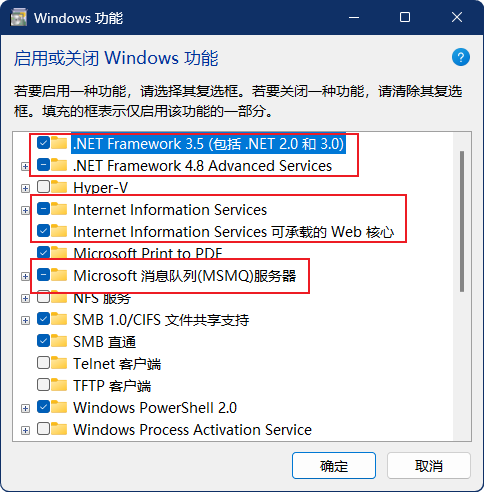 Windows 功能
启用或关闭 Windows 功能
若要启用一种功能，请选择其复选框。若要关闭一种功能，请清除其复选
框。填充的框表示仅启用该功能的一部分。
.NET Framework 3.5 (包括 .NET 2.0 和 3.0)
.NET Framework 4.8 Advanced Services
Hyper-V
Internet Information Services
Internet Information Services 可承载的 Web 核心
Microsoft Print to PDF
Microsoft 消息队列(MSMQ)服务器
NFS 服务
SMB 1.0/CIFS 文件共享支持
SMB 直通
Telnet 客户端
TFTP 客户端
Windows PowerShell 2.0
Windows Process Activation Service
确定
取消